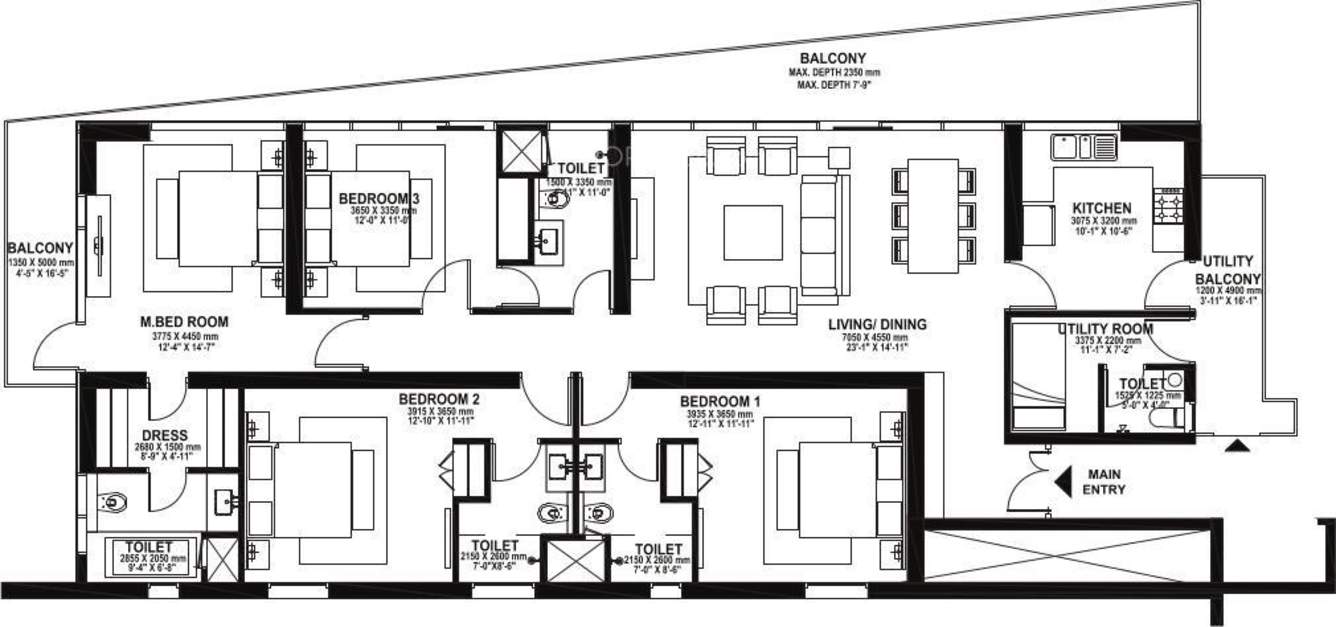 BALCONY
MAX. DEPTH 2350 mm
MAX. DEPTH 7'-9"
TOILET
1500 X 3350 mm
11" X 11'-0"
BEDROOM 3
3650 X 3350 mm
12'-0" X 11'-0"
KITCHEN
3075 X 3200 mm
10'-1" X 10'-6"
BALCONY
1350 X 5000 mm
4'-5" X 16'-5"
UTILITY
BALCONY
1200 X 4900 mm
3'-11" X 16'-1"
M.BED ROOM
3775 X 4450 mm
12'-4" X 14'-7"
LIVING/ DINING
7050 X 4550 mm
23'-1" X 14'-11"
UTILITY ROOM
3375 X 2200 mm
11'-1" X 7'-2"
TOILET
1525 X 1225 mm
5'-0" X 4'-0"
BEDROOM 2
3915 X 3650 mm
12'-10" X 11'-11"
BEDROOM 1
3935 X 3650 mm
12'-11" X 11'-11"
DRESS
2680 X 1500 mm
8'-9" X 4'-11"
MAIN
ENTRY
TOILET
2855 X 2050 mm
9'-4" X 6'-8"
TOILET
2150 X 2600 mm
7'-0"X8'-6"
TOILET
2150 X 2600 mm
7'-0" X 8'-6"